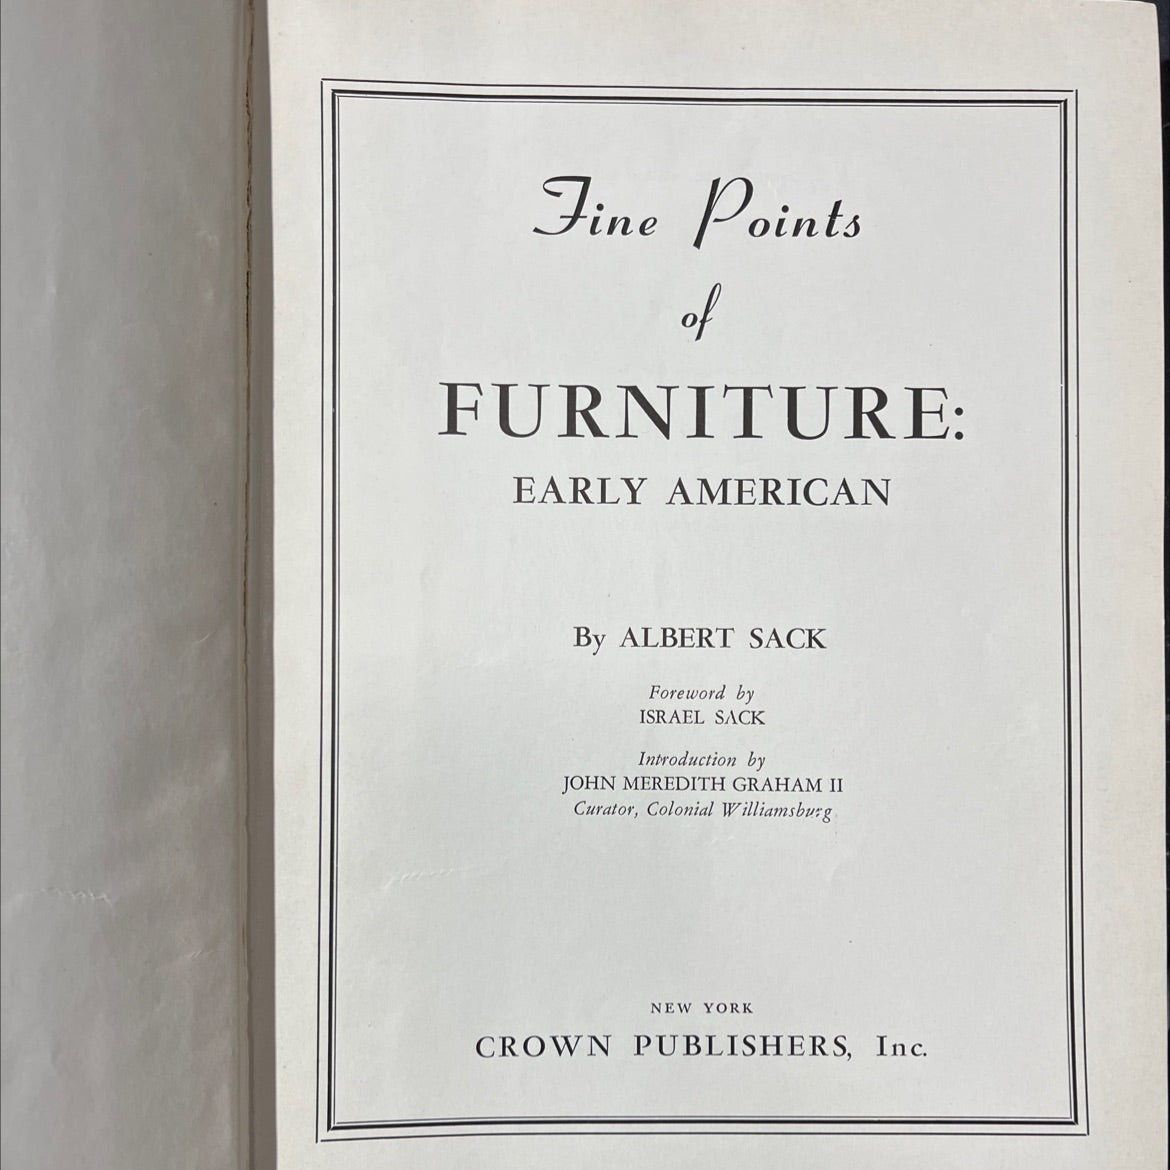 Fine Points
of
FURNITURE:
EARLY AMERICAN
By ALBERT SACK
Foreword by
ISRAEL SACK
Introduction by
JOHN MEREDITH GRAHAM II
Curator, Colonial Williamsburg
NEW YORK
CROWN PUBLISHERS, Inc.